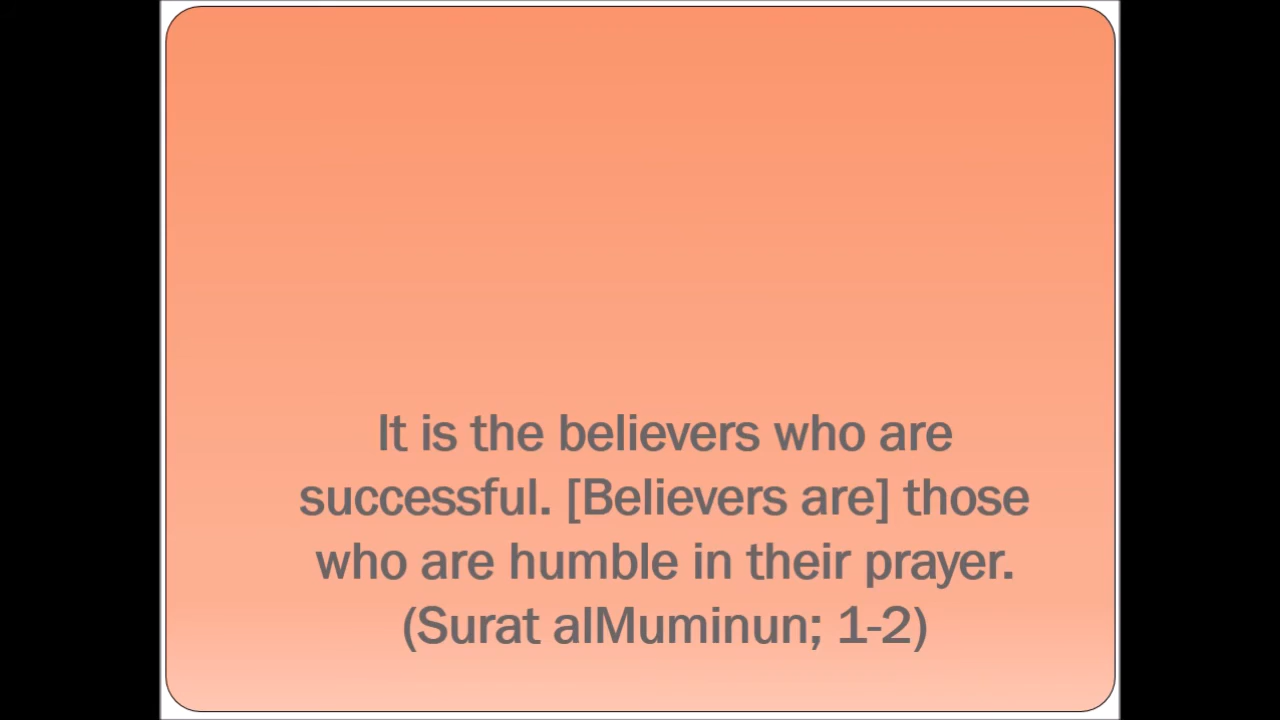 It is the believers who are
successful. [Believers are] those
who are humble in their prayer.
(Surat alMuminun; 1-2)